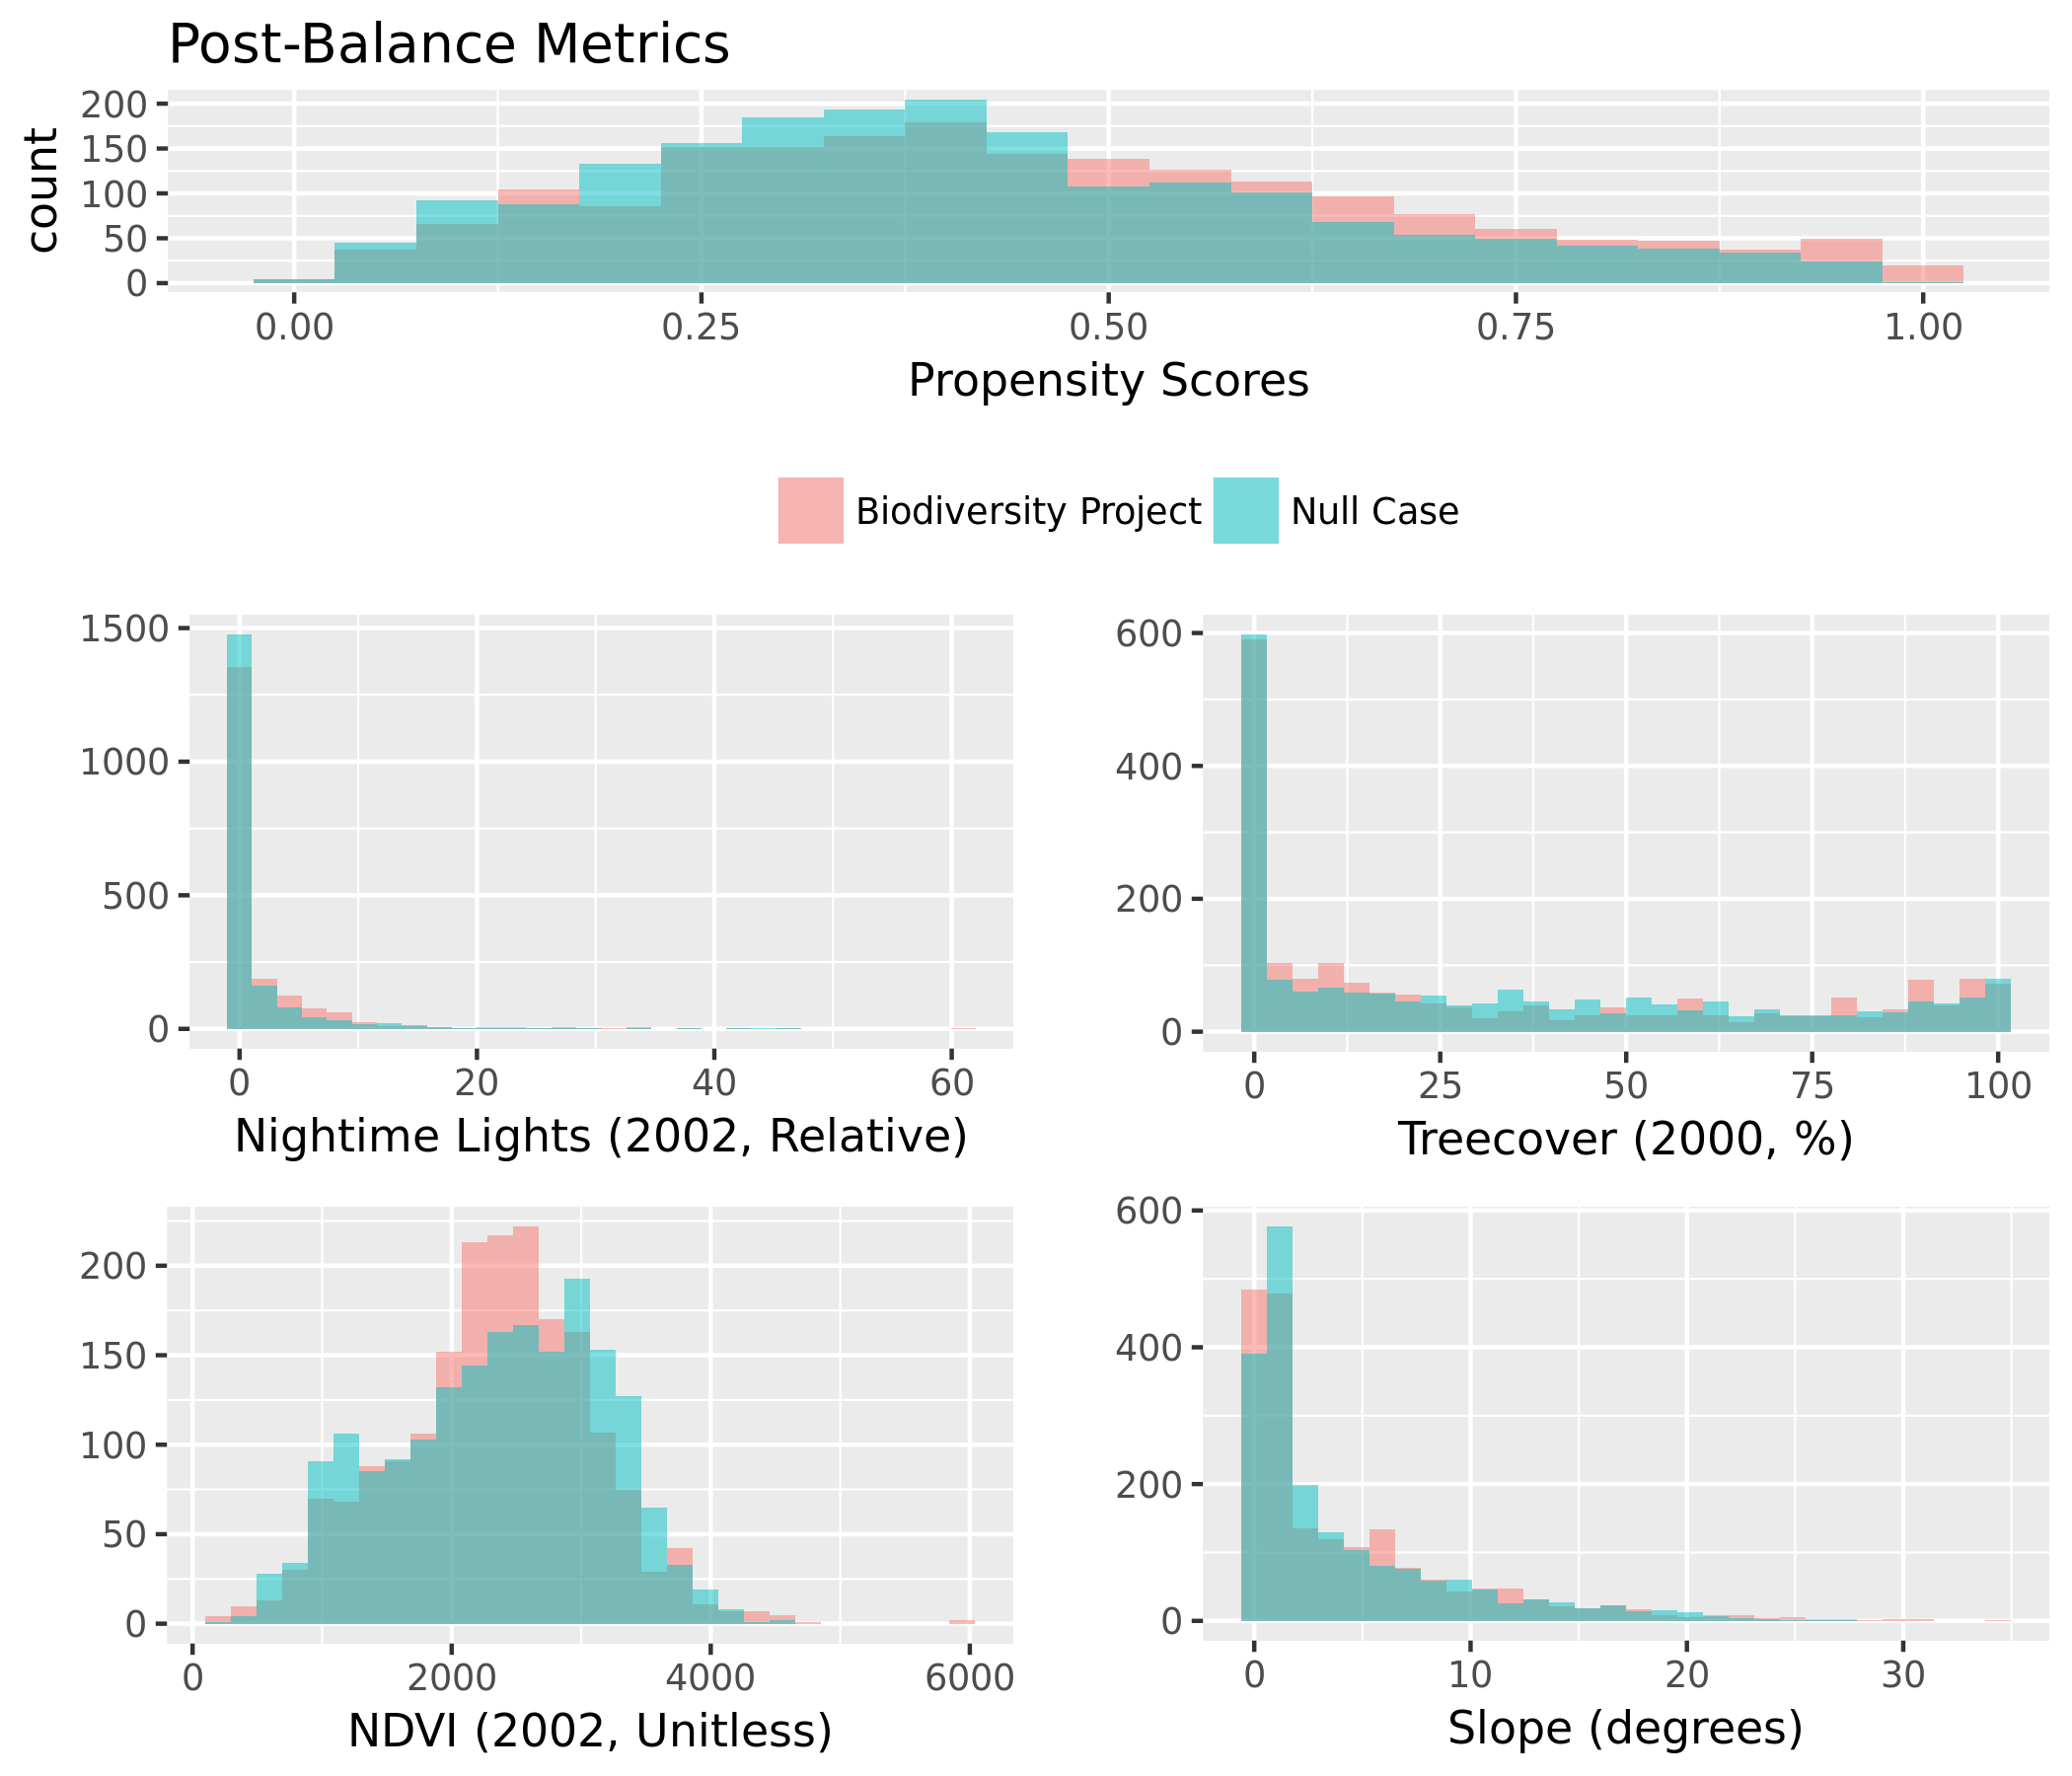 Post-Balance Metrics
200
150
100
50
0
count
0.00 0.25 0.50 0.75 1.00
Propensity Scores
Biodiversity Project Null Case
1500
1000
500
0
0 20 40 60
Nightime Lights (2002, Relative)
600
400
200
0
0 25 50 75 100
Treecover (2000, %)
200
150
100
50
0
0 2000 4000 6000
NDVI (2002, Unitless)
600
400
200
0
0 10 20 30
Slope (degrees)